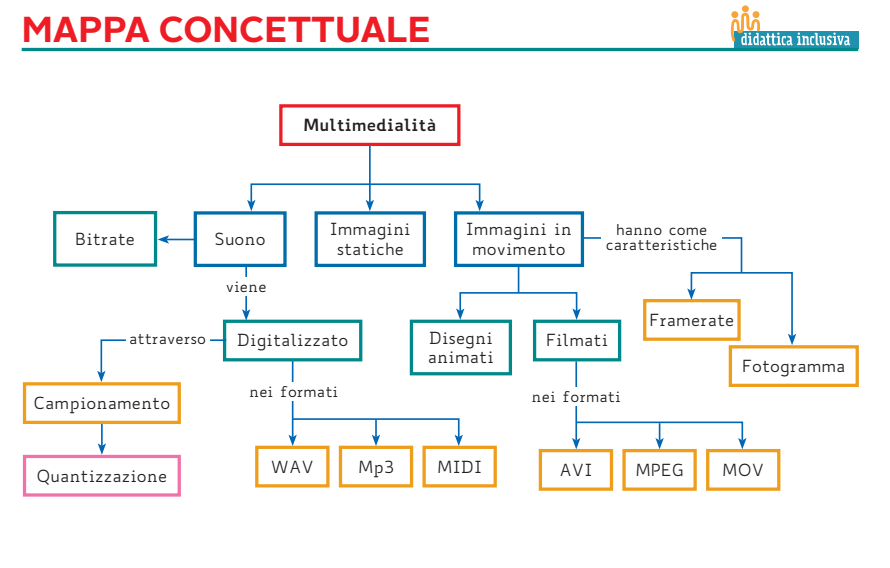 MAPPA CONCETTUALE
didattica inclusiva
Multimedialità
Bitrate
Suono
Immagini
statiche
Immagini in
movimento
hanno come
caratteristiche
viene
Framerate
Fotogramma
attraverso
Digitalizzato
Disegni
animati
Filmati
nei formati
nei formati
Campionamento
Quantizzazione
WAV
Mp3
MIDI
AVI
MPEG
MOV